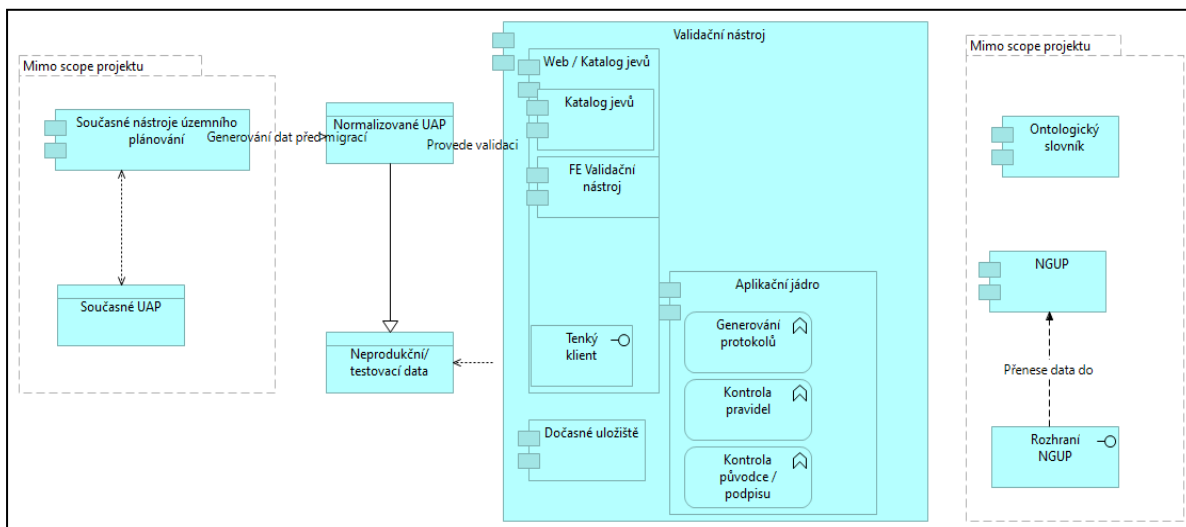 Mimo scope projektu
Současné nástroje územního
plánování
Generování dat před migrací
Současné UAP
Normalizované UAP
Provede validaci
Neprodukční/
testovací data
Validační nástroj
Web / Katalog jevů
Katalog jevů
FE Validační
nástroj
Tenký
klient
Dočasné uložiště
Aplikační jádro
Generování
protokolů
Kontrola
pravidel
Kontrola
původce /
podpisu
Mimo scope projektu
Ontologický
slovník
NGUP
Přenese data do
Rozhraní
NGUP